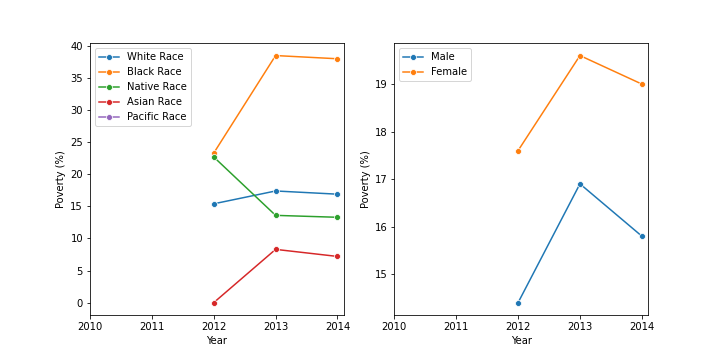 White Race
Black Race
Native Race
Asian Race
Pacific Race
40
35
30
25
20
15
10
5
0
Poverty (%)
2010 2011 2012 2013 2014
Year
Male
Female
19
18
17
16
15
Poverty (%)
2010 2011 2012 2013 2014
Year